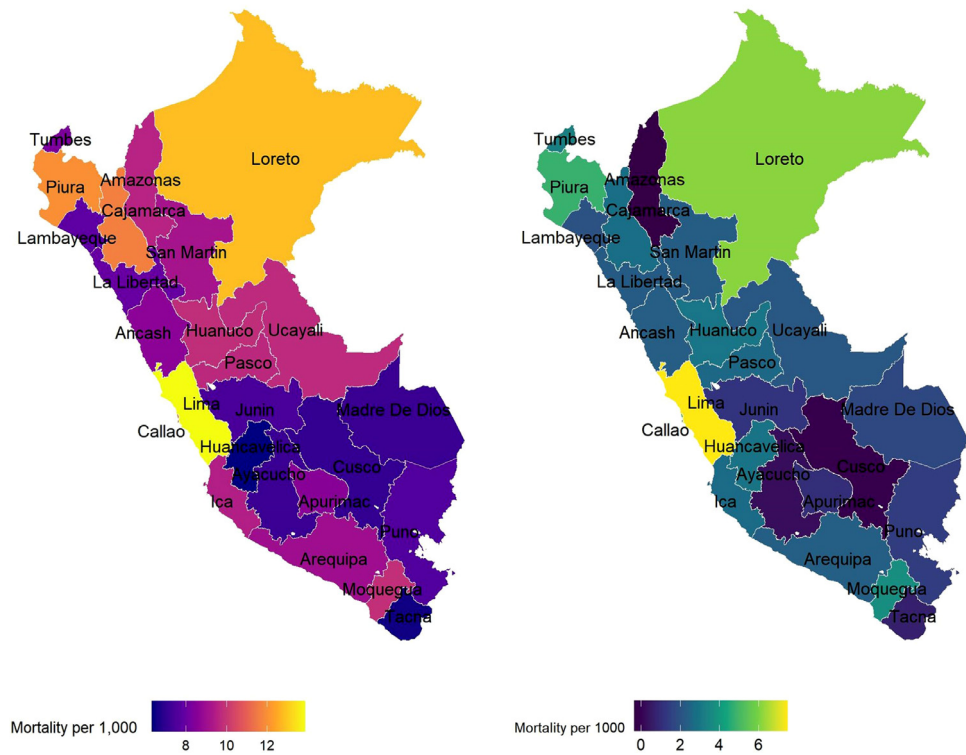 Tumbes
Loreto
Piura
Amazonas
Cajamarca
Lambayeque
San Martin
La Libertad
Ancash
Huanuco
Ucayali
Pasco
Lima
Junin
Madre De Dios
Callao
Huancavelica
Ayacucho
Cusco
Ica
Apurimac
Puno
Arequipa
Moquegua
Tacna
Mortality per 1,000
8 10 12
Tumbes
Loreto
Piura
Amazonas
Cajamarca
Lambayeque
San Martin
La Libertad
Ancash
Huanuco
Ucayali
Pasco
Lima
Junin
Madre De Dios
Callao
Huancavelica
Ayacucho
Cusco
Ica
Apurimac
Puno
Arequipa
Moquegua
Tacna
Mortality per 1000
0 2 4 6